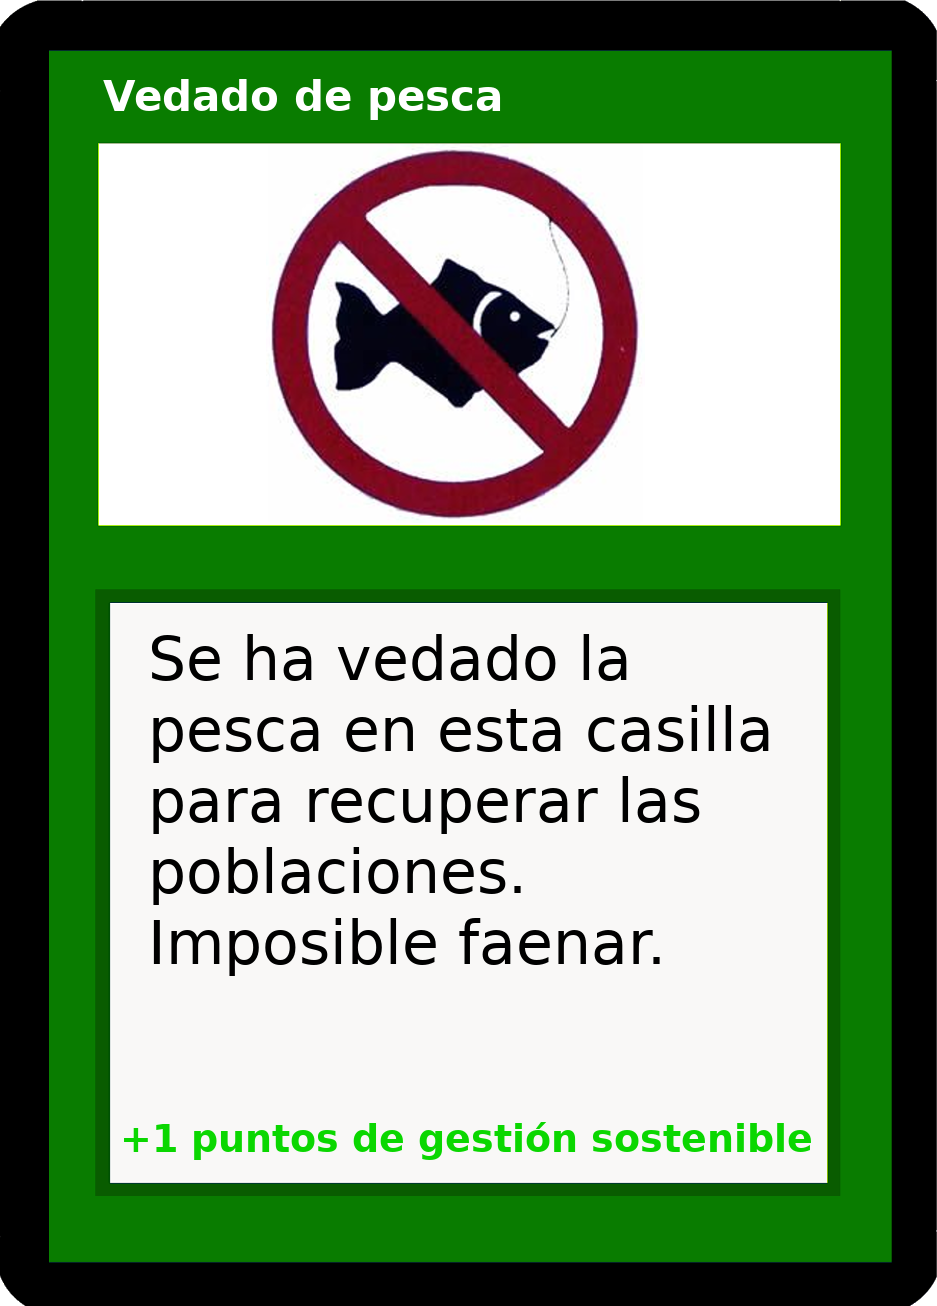 Vedado de pesca
Se ha vedado la
pesca en esta casilla
para recuperar las
poblaciones.
Imposible faenar.
+1 puntos de gestión sostenible